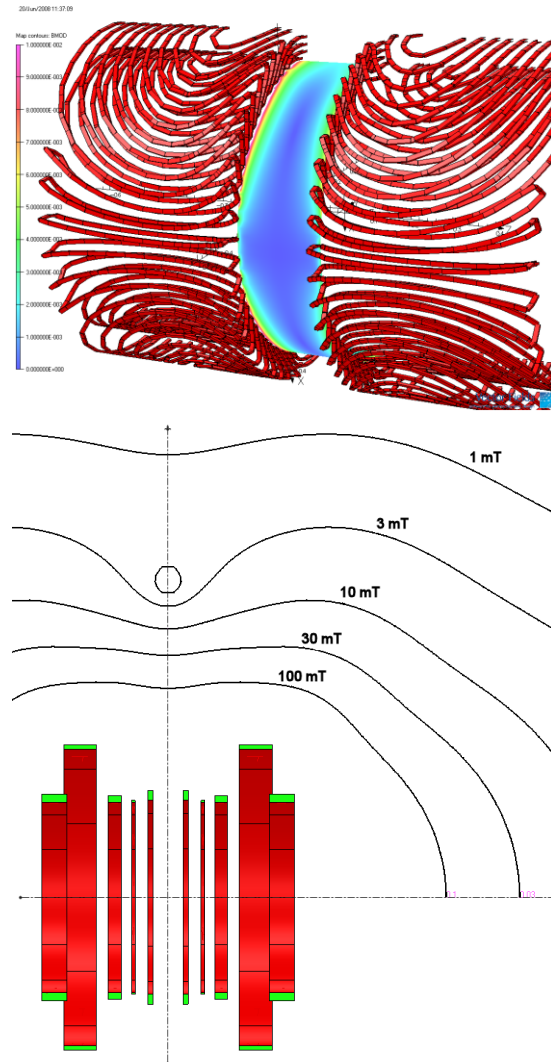 20/Jun/2008 11:37:09
Map contours: BMOD
1.000000E-002
9.000000E-003
8.000000E-003
7.000000E-003
6.000000E-003
5.000000E-003
4.000000E-003
3.000000E-003
2.000000E-003
1.000000E-003
0.000000E+000
X
1 mT
3 mT
10 mT
30 mT
100 mT
0.1
0.03